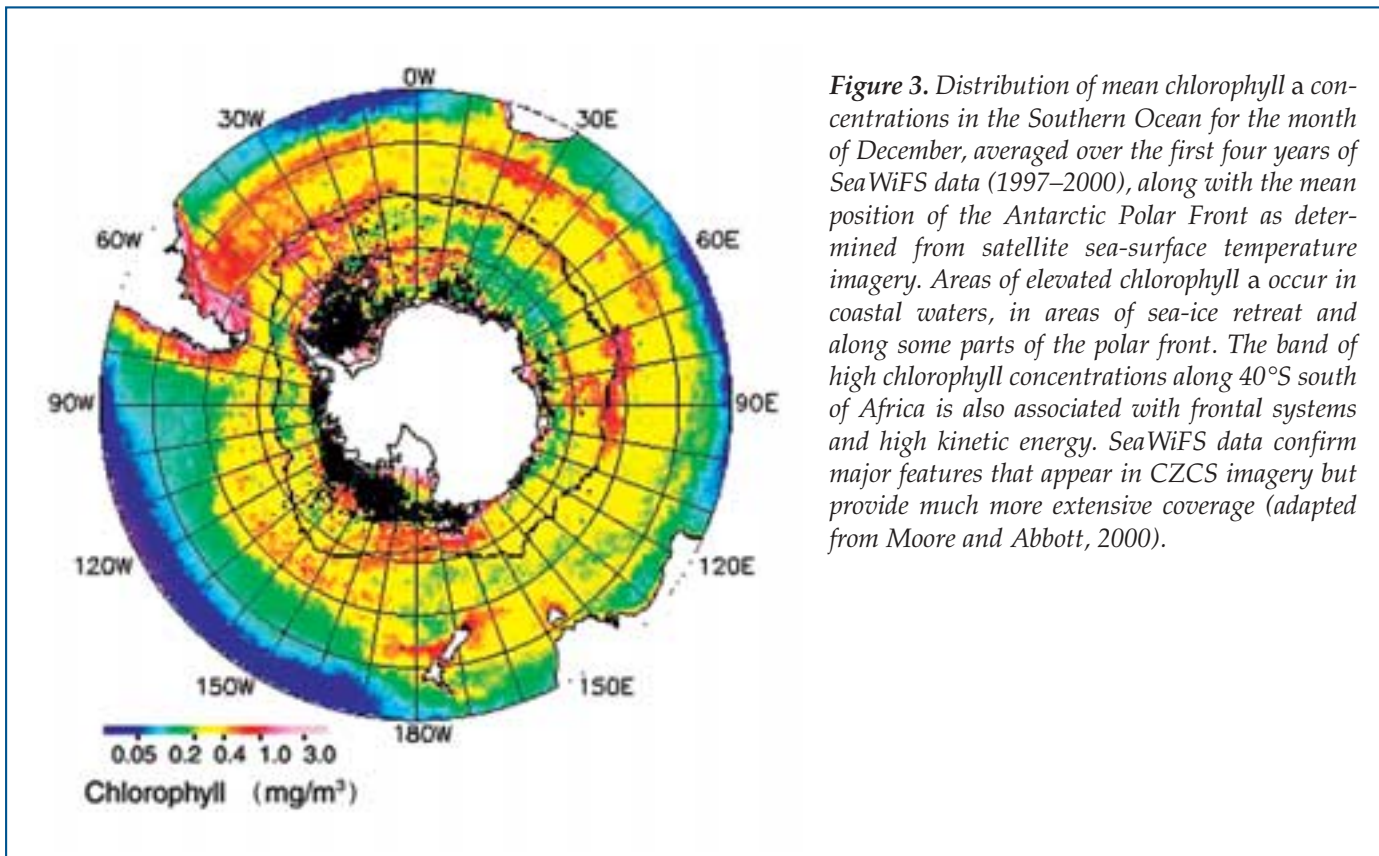 0W
30W
30E
60W
60E
90W
90E
120W
120E
150W
150E
180W
0.05 0.2 0.4 1.0 3.0
Chlorophyll (mg/m³)
Figure 3. Distribution of mean chlorophyll a con-
centrations in the Southern Ocean for the month
of December, averaged over the first four years of
SeaWiFS data (1997–2000), along with the mean
position of the Antarctic Polar Front as deter-
mined from satellite sea-surface temperature
imagery. Areas of elevated chlorophyll a occur in
coastal waters, in areas of sea-ice retreat and
along some parts of the polar front. The band of
high chlorophyll concentrations along 40°S south
of Africa is also associated with frontal systems
and high kinetic energy. SeaWiFS data confirm
major features that appear in CZCS imagery but
provide much more extensive coverage (adapted
from Moore and Abbott, 2000).